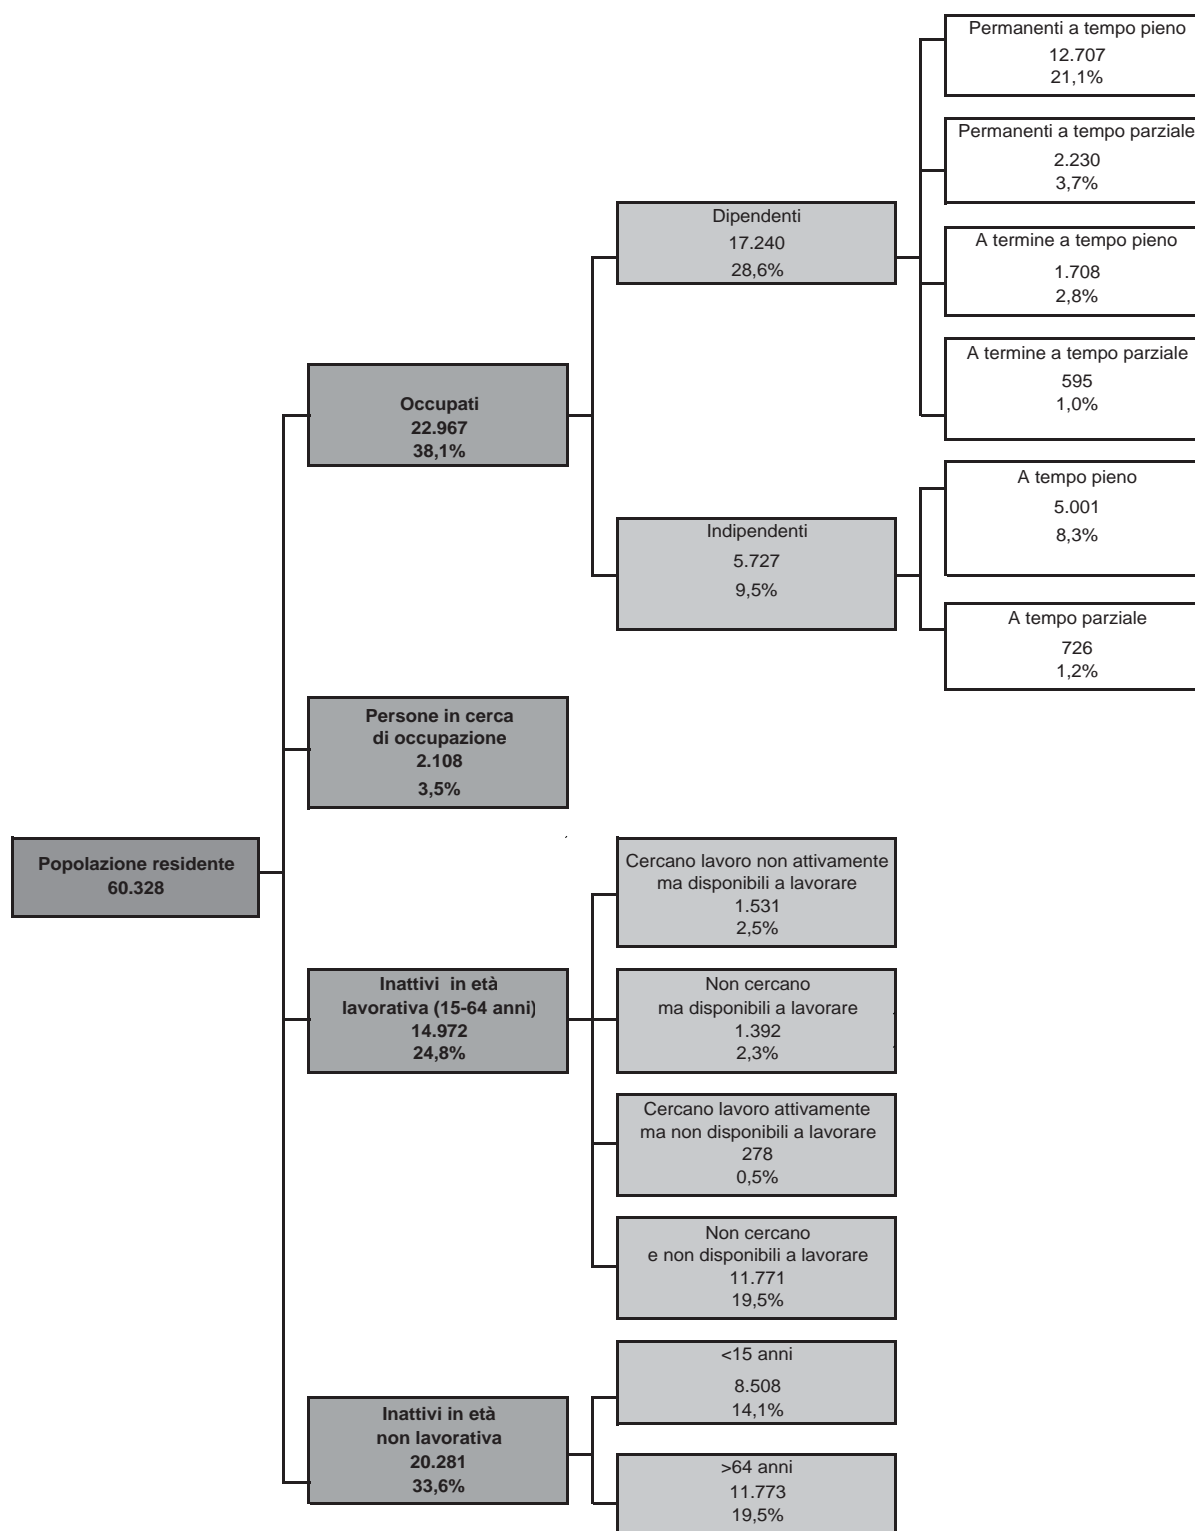 Permanenti a tempo pieno
12.707
21,1%
Permanenti a tempo parziale
2.230
3,7%
Dipendenti
17.240
28,6%
A termine a tempo pieno
1.708
2,8%
A termine a tempo parziale
595
1,0%
Occupati
22.967
38,1%
A tempo pieno
5.001
8,3%
Indipendenti
5.727
9,5%
A tempo parziale
726
1,2%
Persone in cerca
di occupazione
2.108
3,5%
Popolazione residente
60.328
Cercano lavoro non attivamente
ma disponibili a lavorare
1.531
2,5%
Inattivi in età
lavorativa (15-64 anni)
14.972
24,8%
Non cercano
ma disponibili a lavorare
1.392
2,3%
Cercano lavoro attivamente
ma non disponibili a lavorare
278
0,5%
Non cercano
e non disponibili a lavorare
11.771
19,5%
<15 anni
8.508
14,1%
Inattivi in età
non lavorativa
20.281
33,6%
>64 anni
11.773
19,5%